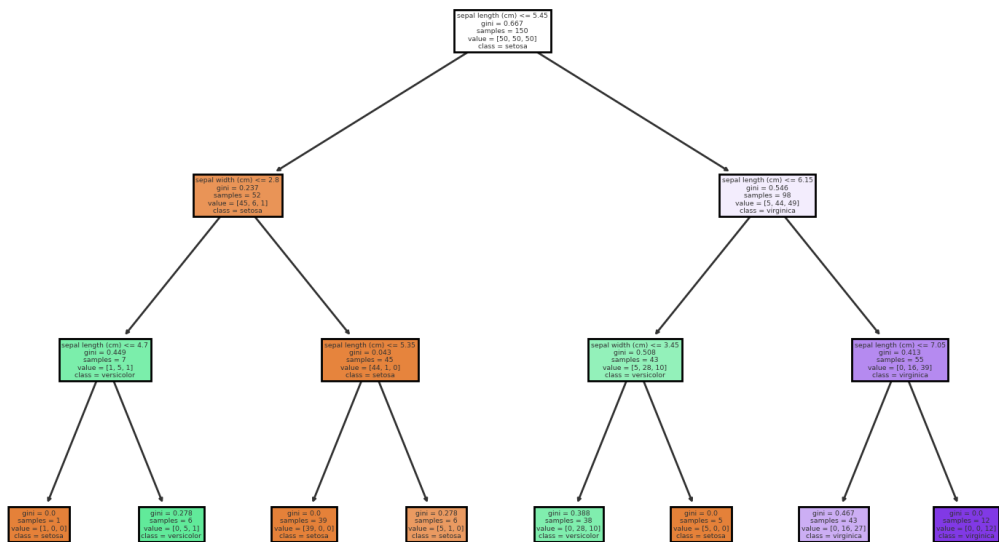 sepal length (cm) <= 5.45
gini = 0.667
samples = 150
value = [50, 50, 50]
class = setosa
sepal width (cm) <= 2.8
gini = 0.237
samples = 52
value = [45, 6, 1]
class = setosa
sepal length (cm) <= 6.15
gini = 0.546
samples = 98
value = [5, 44, 49]
class = virginica
sepal length (cm) <= 4.7
gini = 0.449
samples = 7
value = [1, 5, 1]
class = versicolor
sepal length (cm) <= 5.35
gini = 0.043
samples = 45
value = [44, 1, 0]
class = setosa
sepal width (cm) <= 3.45
gini = 0.508
samples = 43
value = [5, 28, 10]
class = versicolor
sepal length (cm) <= 7.05
gini = 0.413
samples = 55
value = [0, 16, 39]
class = virginica
gini = 0.0
samples = 1
value = [1, 0, 0]
class = setosa
gini = 0.278
samples = 6
value = [0, 5, 1]
class = versicolor
gini = 0.0
samples = 39
value = [39, 0, 0]
class = setosa
gini = 0.278
samples = 6
value = [5, 1, 0]
class = setosa
gini = 0.388
samples = 38
value = [0, 28, 10]
class = versicolor
gini = 0.0
samples = 5
value = [5, 0, 0]
class = setosa
gini = 0.467
samples = 43
value = [0, 16, 27]
class = virginica
gini = 0.0
samples = 12
value = [0, 0, 12]
class = virginica